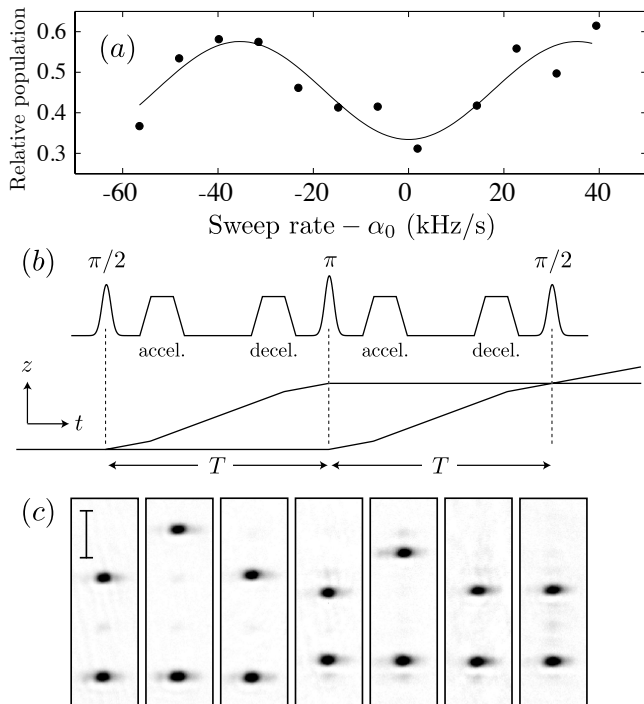 (a)
Relative population
0.6
0.5
0.4
0.3
-60
-40
-20
0
20
40
60
Sweep rate − α₀ (kHz/s)
(b)
π/2
π
π/2
accel.
decel.
accel.
decel.
z
t
T
T
(c)